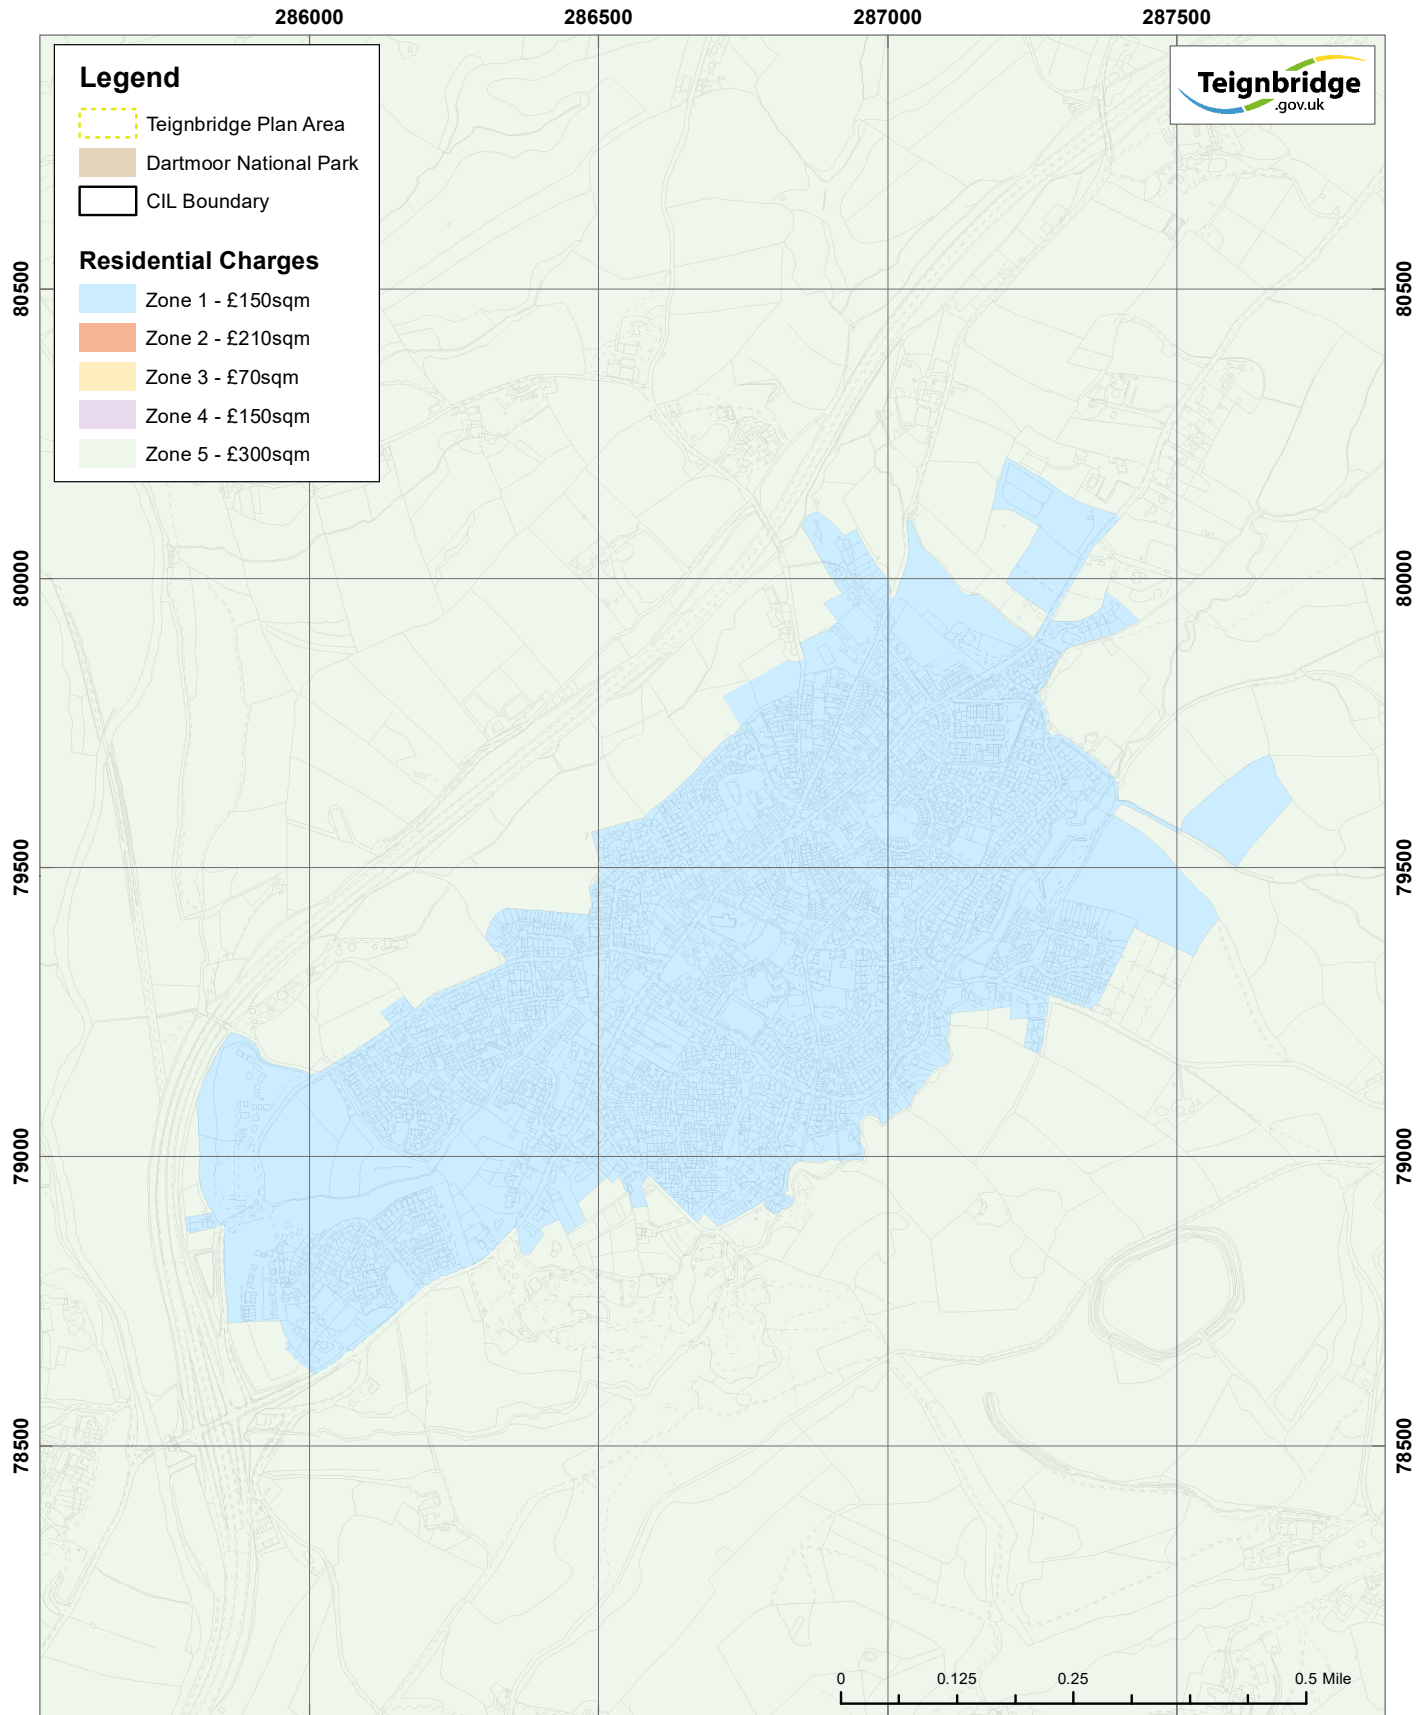 286000 286500 287000 287500
Legend
Teignbridge Plan Area
Dartmoor National Park
CIL Boundary
Residential Charges
Zone 1 - £150sqm
Zone 2 - £210sqm
Zone 3 - £70sqm
Zone 4 - £150sqm
Zone 5 - £300sqm
Teignbridge
.gov.uk
80500 80500
80000 80000
79500 79500
79000 79000
78500 78500
0 0.125 0.25 0.5 Mile